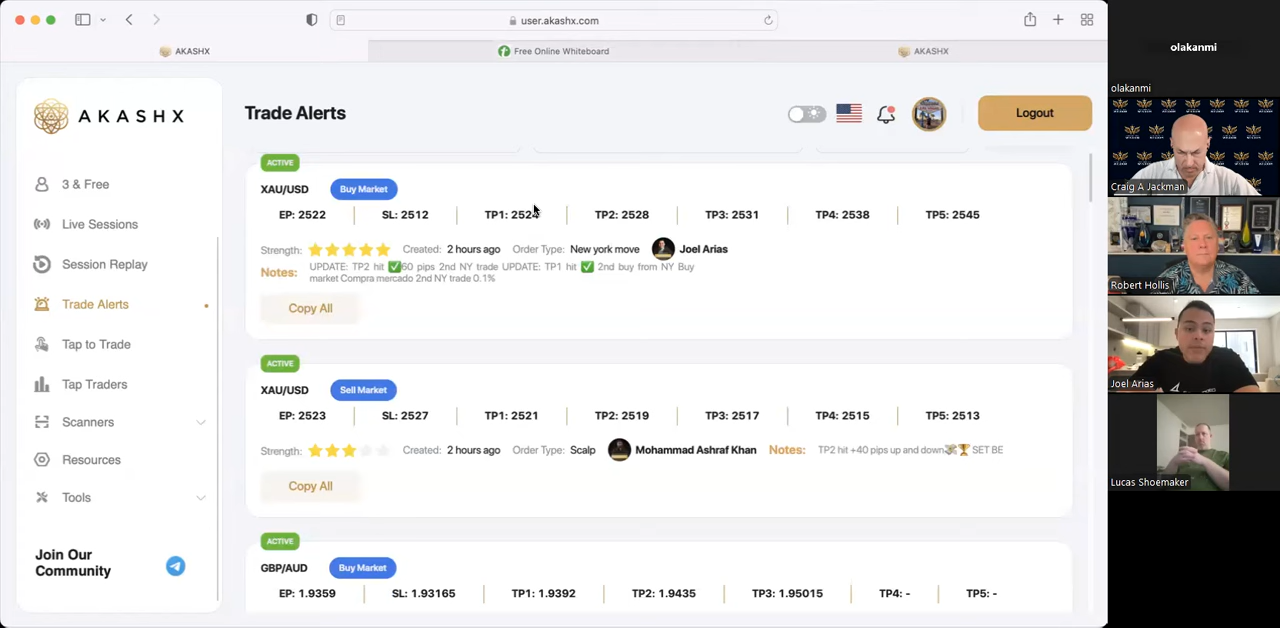 user.akashx.com
AKASHX
Free Online Whiteboard
AKASHX
AKASHX
3 & Free
Live Sessions
Session Replay
Trade Alerts
Tap to Trade
Tap Traders
Scanners
Resources
Tools
Join Our
Community
Trade Alerts
Logout
ACTIVE
XAU/USD Buy Market
EP: 2522 SL: 2512 TP1: TP2: 2528 TP3: 2531 TP4: 2538 TP5: 2545
Strength: Created: 2 hours ago Order Type: New york move Joel Arias
Notes: UPDATE: TP2 hit ✅60 pips 2nd NY trade UPDATE: TP1 hit ✅ 2nd buy from NY Buy
market Compra mercado 2nd NY trade 0.1%
Copy All
ACTIVE
XAU/USD Sell Market
EP: 2523 SL: 2527 TP1: 2521 TP2: 2519 TP3: 2517 TP4: 2515 TP5: 2513
Strength: Created: 2 hours ago Order Type: Scalp Mohammad Ashraf Khan Notes: TP2 hit +40 pips up and down💸🏆 SET BE
Copy All
ACTIVE
GBP/AUD Buy Market
EP: 1.9359 SL: 1.93165 TP1: 1.9392 TP2: 1.9435 TP3: 1.95015 TP4: - TP5: -
olakanmi
olakanmi
Craig A Jackman
Robert Hollis
Joel Arias
Lucas Shoemaker